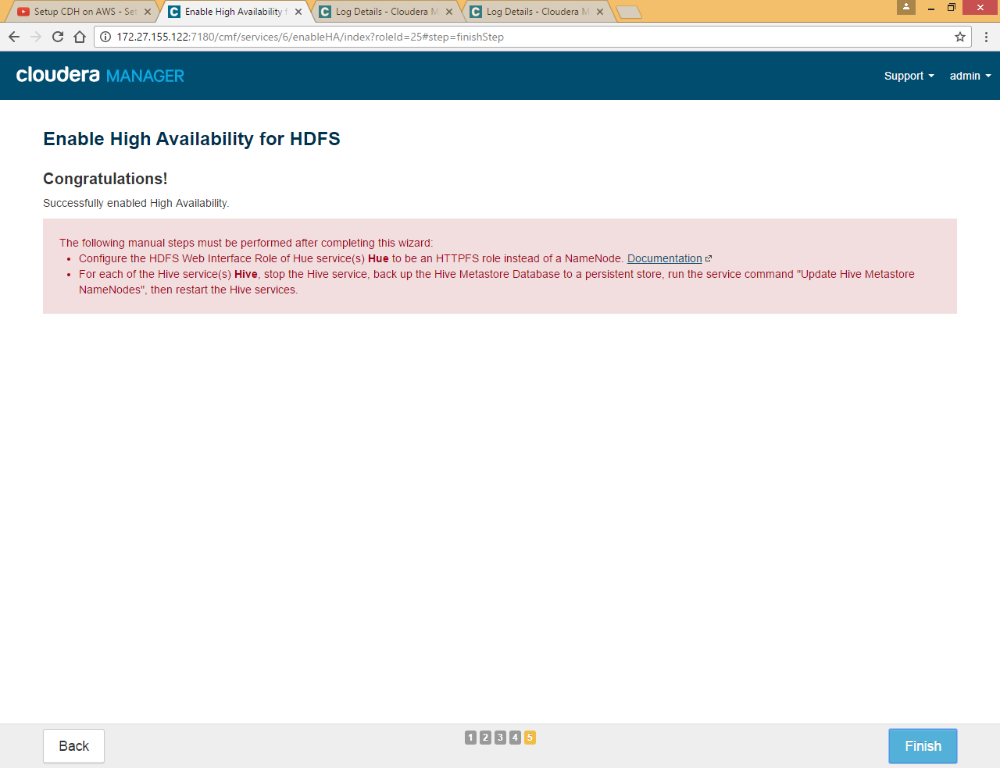 Setup CDH on AWS - Set
Enable High Availability f
Log Details - Cloudera M
Log Details - Cloudera M
172.27.155.122:7180/cmf/services/6/enableHA/index?roleId=25#step=finishStep
cloudera MANAGER
Support
admin
Enable High Availability for HDFS
Congratulations!
Successfully enabled High Availability.
The following manual steps must be performed after completing this wizard:
• Configure the HDFS Web Interface Role of Hue service(s) Hue to be an HTTPFS role instead of a NameNode. Documentation
• For each of the Hive service(s) Hive, stop the Hive service, back up the Hive Metastore Database to a persistent store, run the service command "Update Hive Metastore
NameNodes", then restart the Hive services.
Back
1 2 3 4 5
Finish